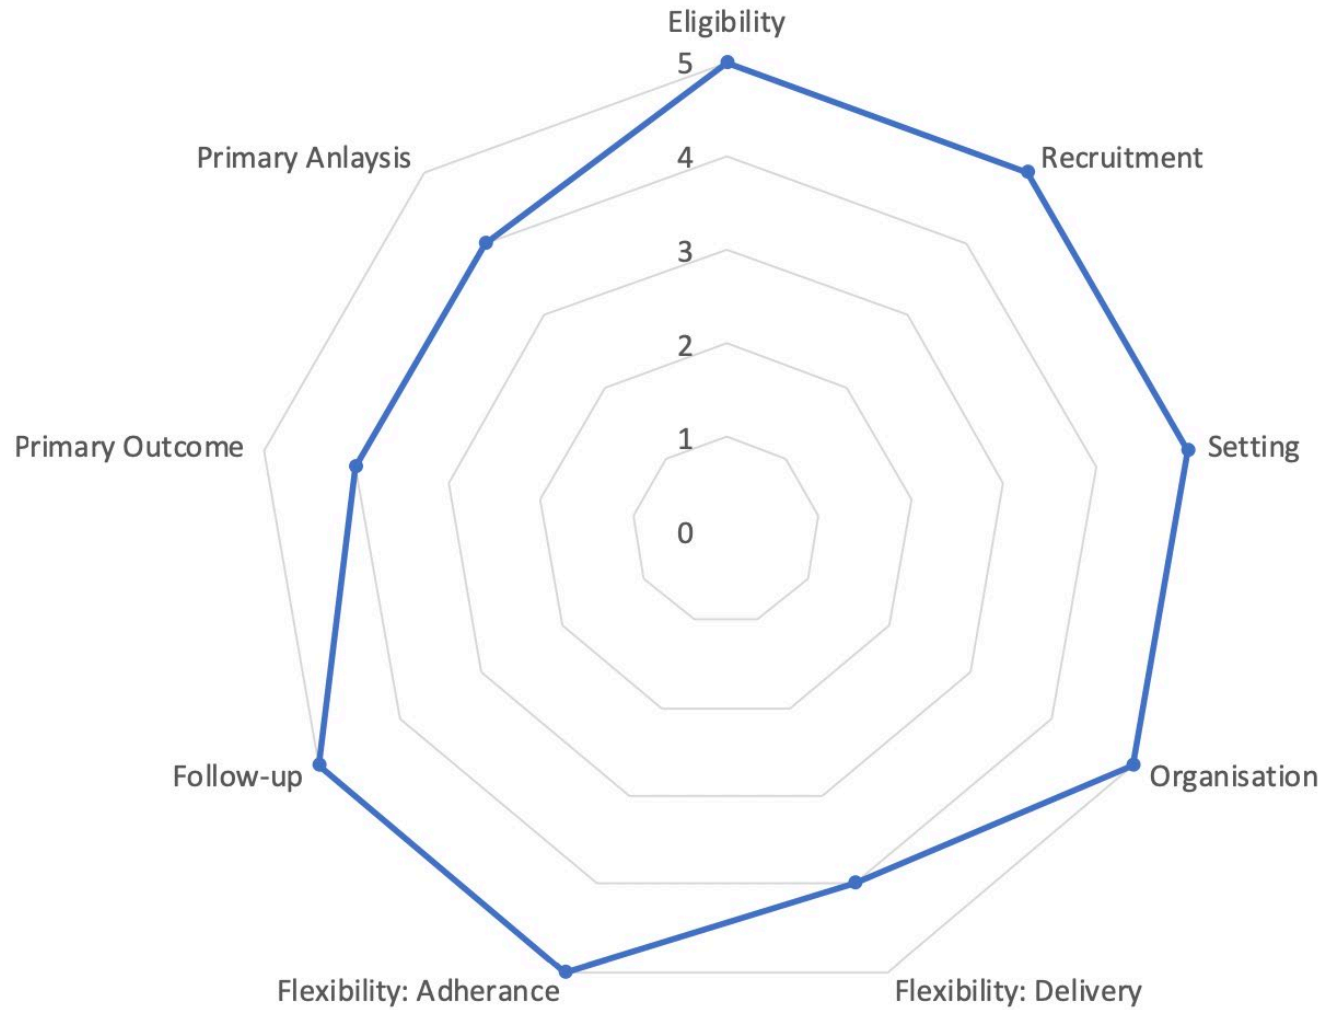 Eligibility
5
Primary Anlaysis
4
Recruitment
3
2
Primary Outcome
1
Setting
0
Follow-up
Organisation
Flexibility: Adherance
Flexibility: Delivery